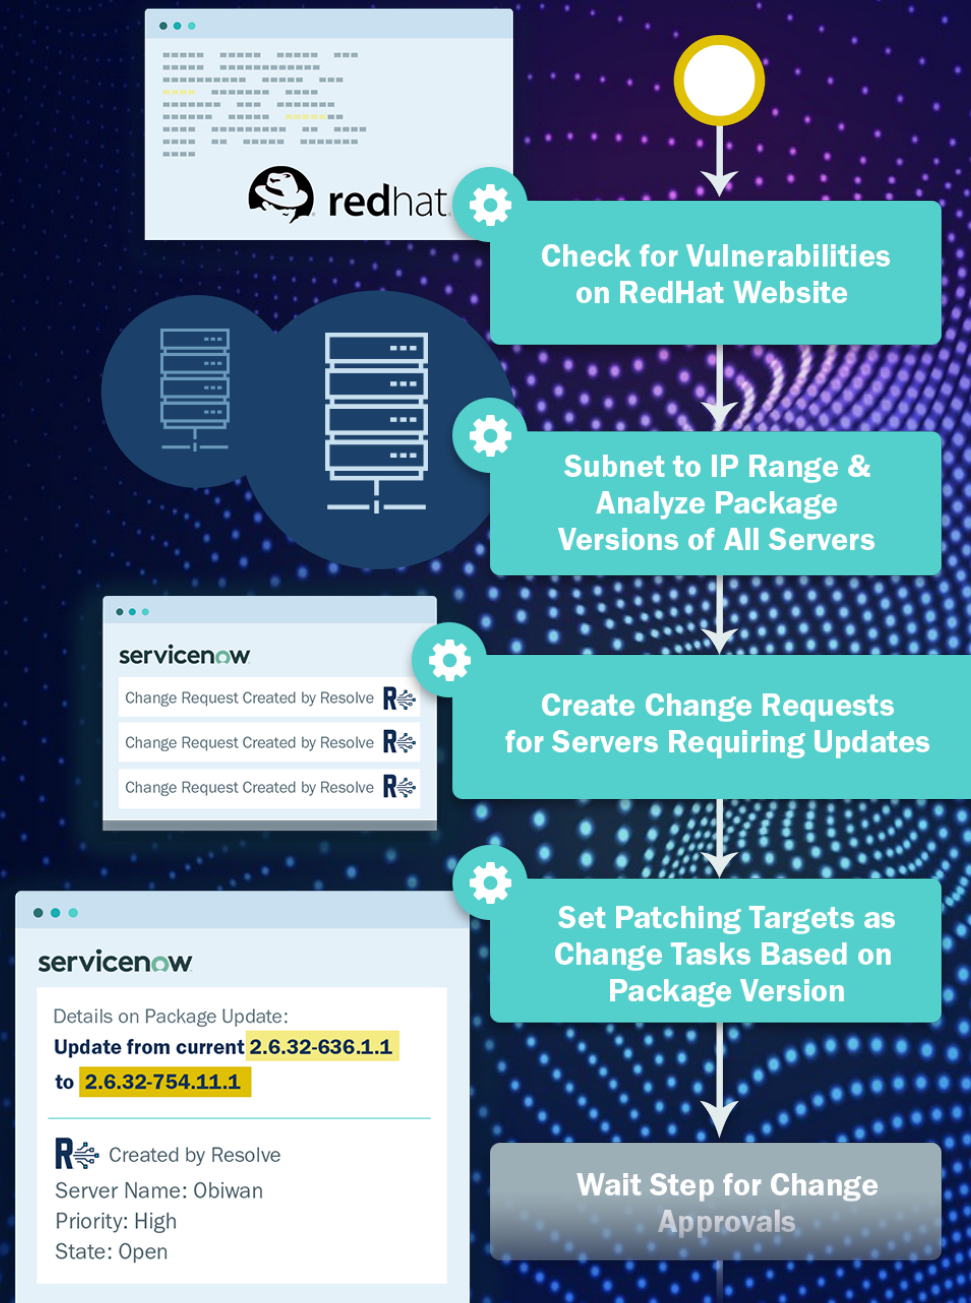 redhat.
Check for Vulnerabilities
on RedHat Website
Subnet to IP Range &
Analyze Package
Versions of All Servers
servicenow
Change Request Created by Resolve R
Change Request Created by Resolve R
Change Request Created by Resolve R
Create Change Requests
for Servers Requiring Updates
Set Patching Targets as
Change Tasks Based on
Package Version
servicenow
Details on Package Update:
Update from current 2.6.32-636.1.1
to 2.6.32-754.11.1
R Created by Resolve
Server Name: Obiwan
Priority: High
State: Open
Wait Step for Change
Approvals